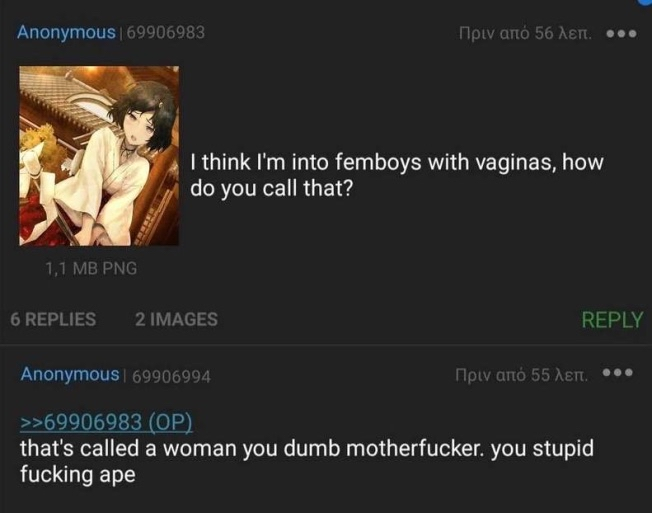 Anonymous | 69906983 Πριν από 56 λεπ.
I think I'm into femboys with vaginas, how
do you call that?
1,1 MB PNG
6 REPLIES 2 IMAGES REPLY
Anonymous | 69906994 Πριν από 55 λεπ.
>>69906983 (OP)
that's called a woman you dumb motherfucker. you stupid
fucking ape